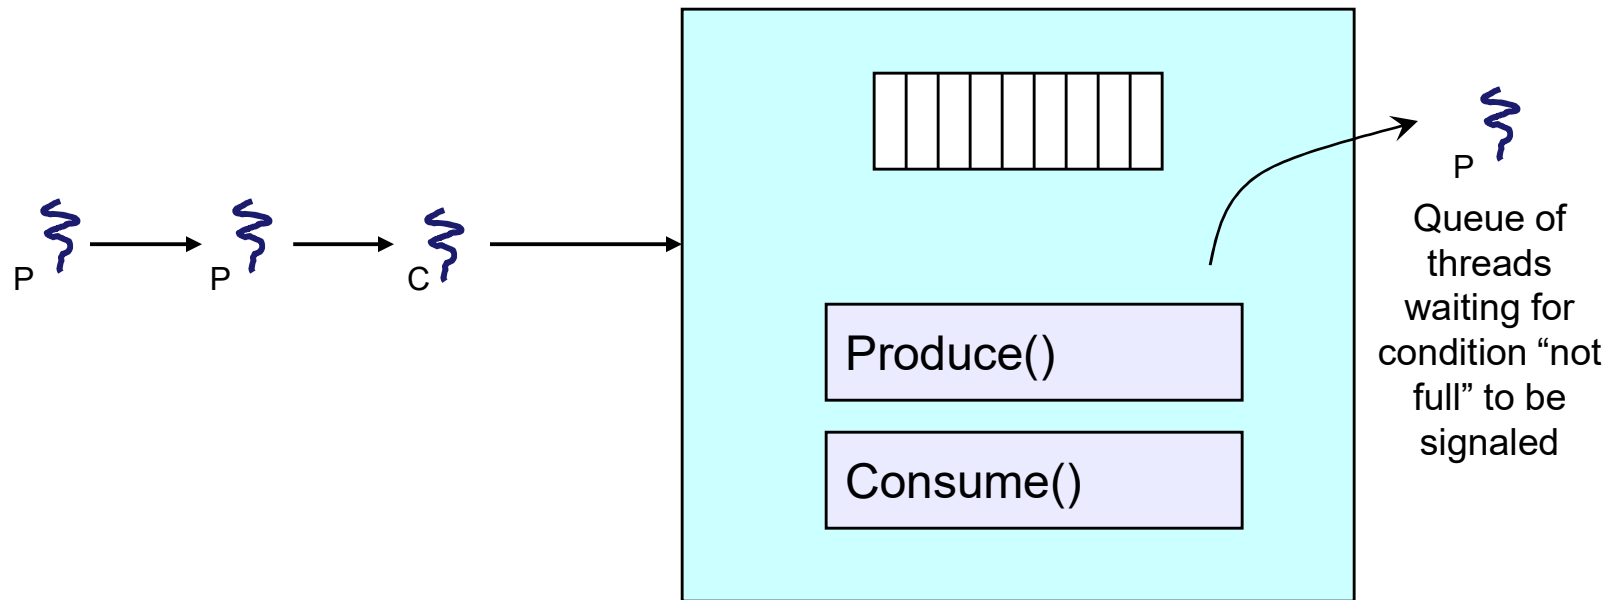 P
P
C
Produce()
Consume()
P
Queue of
threads
waiting for
condition “not
full” to be
signaled